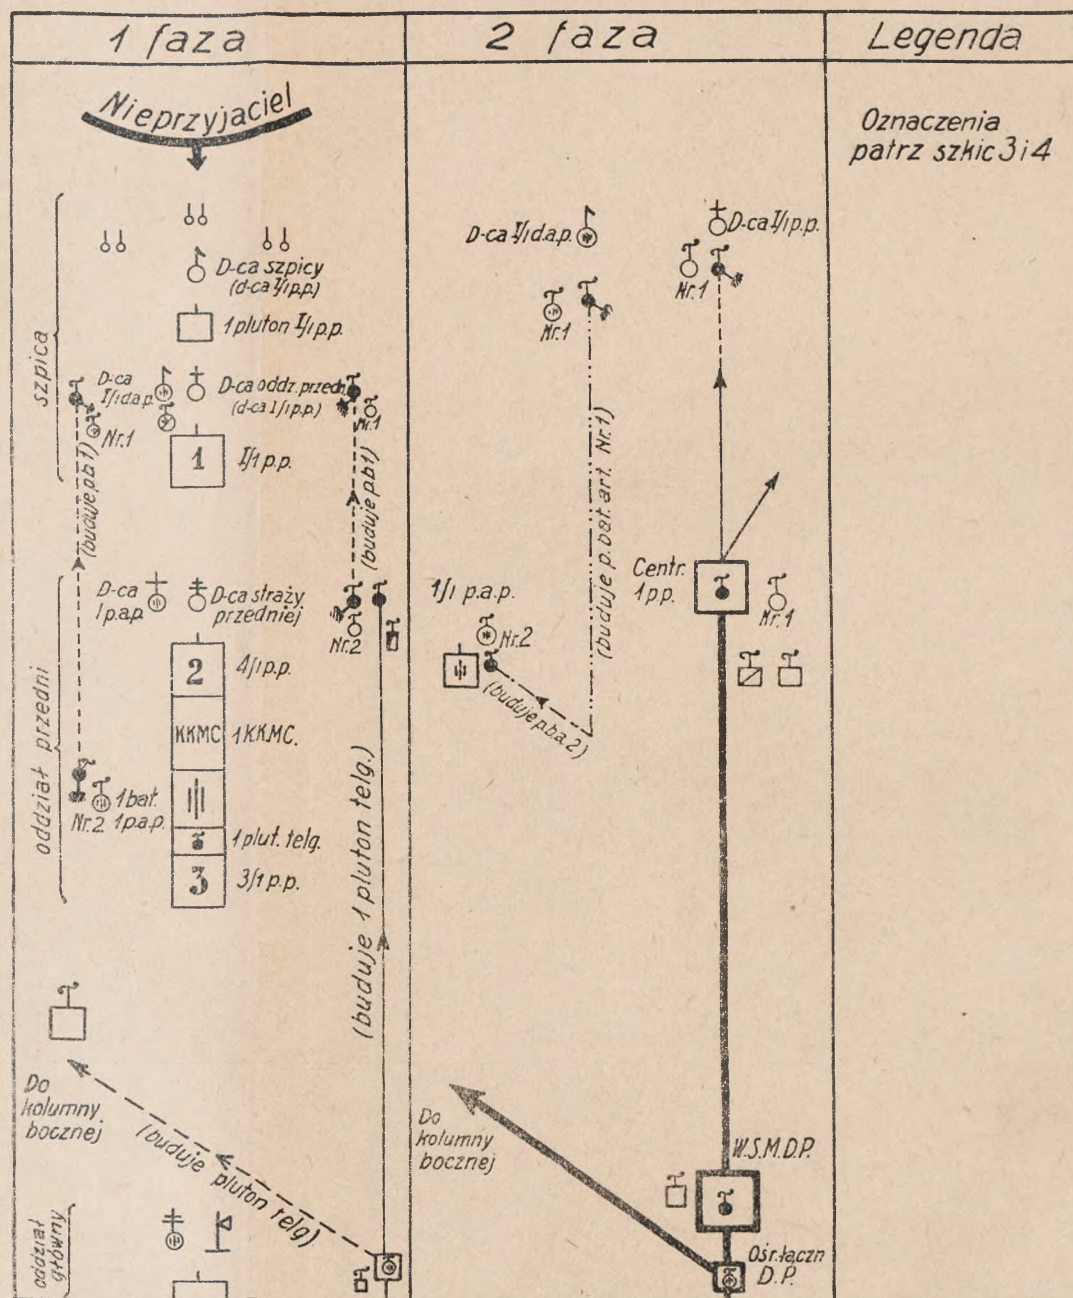 1 faza
2 faza
Legenda
Nieprzyjaciel
Oznaczenia
patrz szkic 3 i 4
szpica
D-ca szpicy
(d-ca I/1 p.p.)
1 pluton I/1 p.p.
D-ca
I/1 d.a.p.
Nr.1
D-ca oddz. przedn.
(d-ca I/1 p.p.)
Nr.1
1
I/1 p.p.
(buduje p.b.1)
(buduje p.b.1)
oddział przedni
D-ca
1 p.a.p.
D-ca straży
przedniej
Nr.2
2
4/1 p.p.
KKMC
1 KKMC.
1 bat.
Nr.2 1 p.a.p.
1 plut. telg.
3
3/1 p.p.
(buduje 1 pluton telg.)
Do
kolumny
bocznej
(buduje pluton telg)
oddział
główny
D-ca I/1 d.a.p.
Nr.1
D-ca I/1 p.p.
Nr.1
(buduje p. bat. art. Nr.1)
1/1 p.a.p.
Nr.2
(buduje p.b.a.2)
Centr.
1 p.p.
Nr.1
Do
kolumny
bocznej
W.S.M.D.P.
Ośr. łączn
D.P.